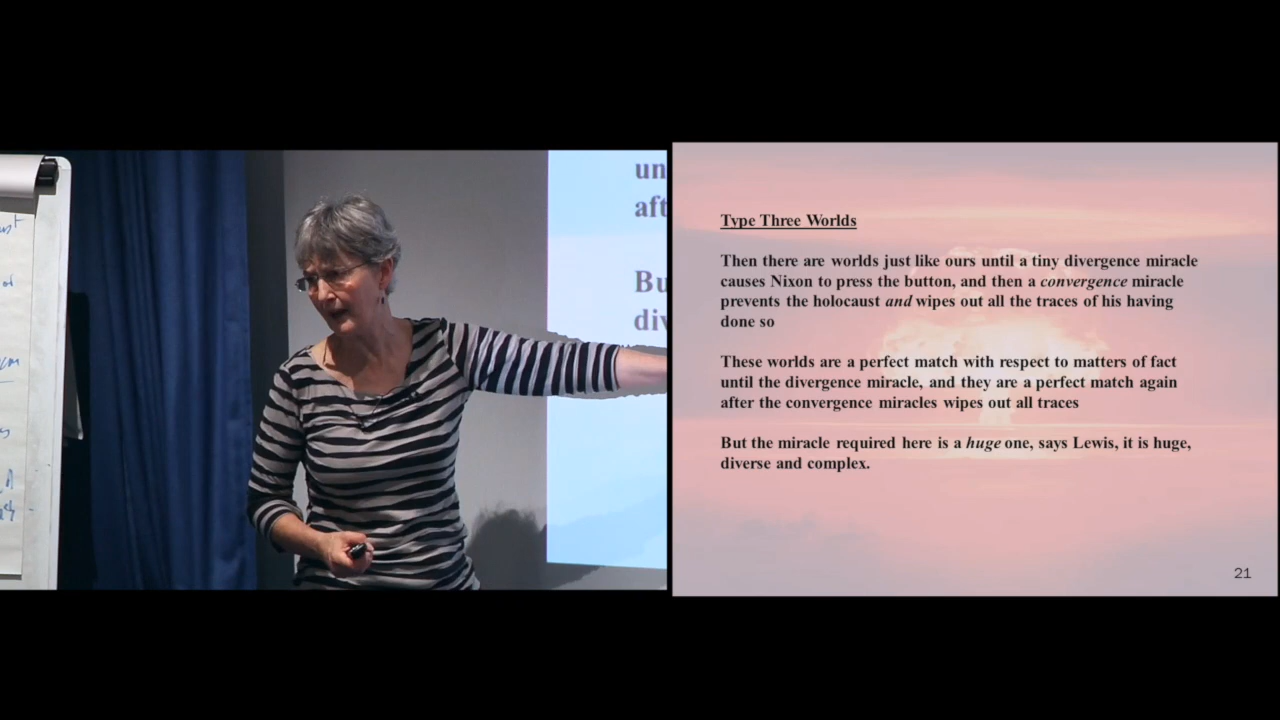 un
aft
Bu
div
Type Three Worlds
Then there are worlds just like ours until a tiny divergence miracle
causes Nixon to press the button, and then a convergence miracle
prevents the holocaust and wipes out all the traces of his having
done so
These worlds are a perfect match with respect to matters of fact
until the divergence miracle, and they are a perfect match again
after the convergence miracles wipes out all traces
But the miracle required here is a huge one, says Lewis, it is huge,
diverse and complex.
21